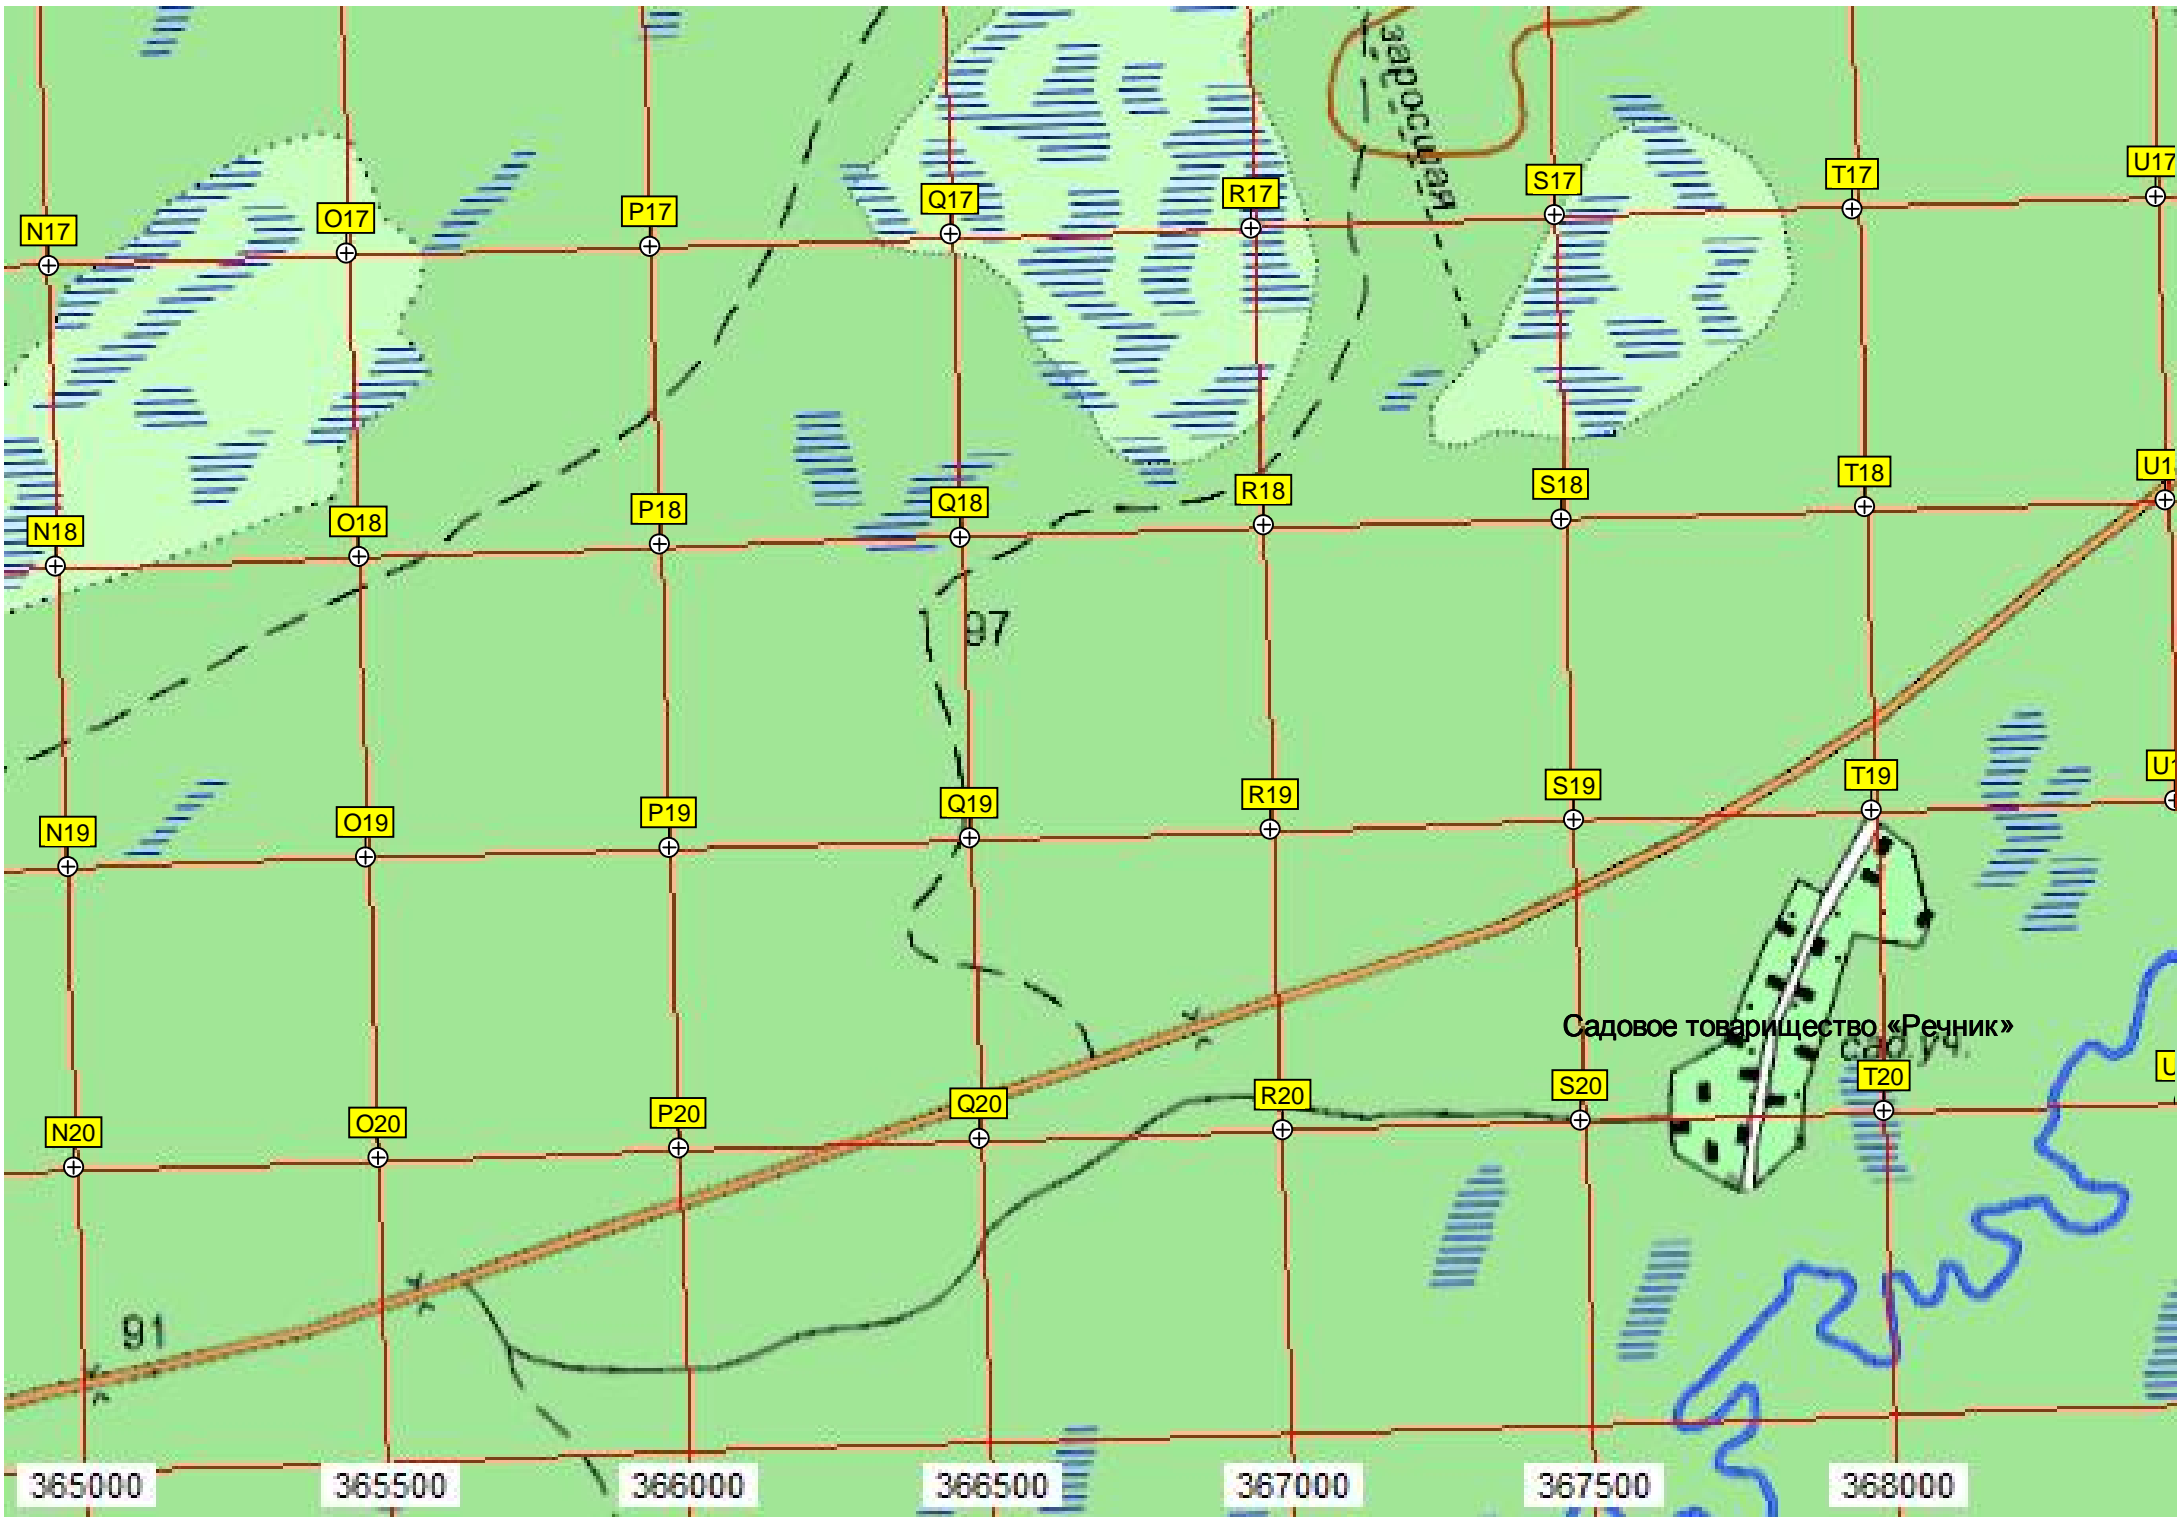 заросшая
N17
O17
P17
Q17
R17
S17
T17
U17
N18
O18
P18
Q18
R18
S18
T18
97
N19
O19
P19
Q19
R19
S19
T19
Садовое товарищество «Речник»
сад.уч.
N20
O20
P20
Q20
R20
S20
T20
91
365000
365500
366000
366500
367000
367500
368000